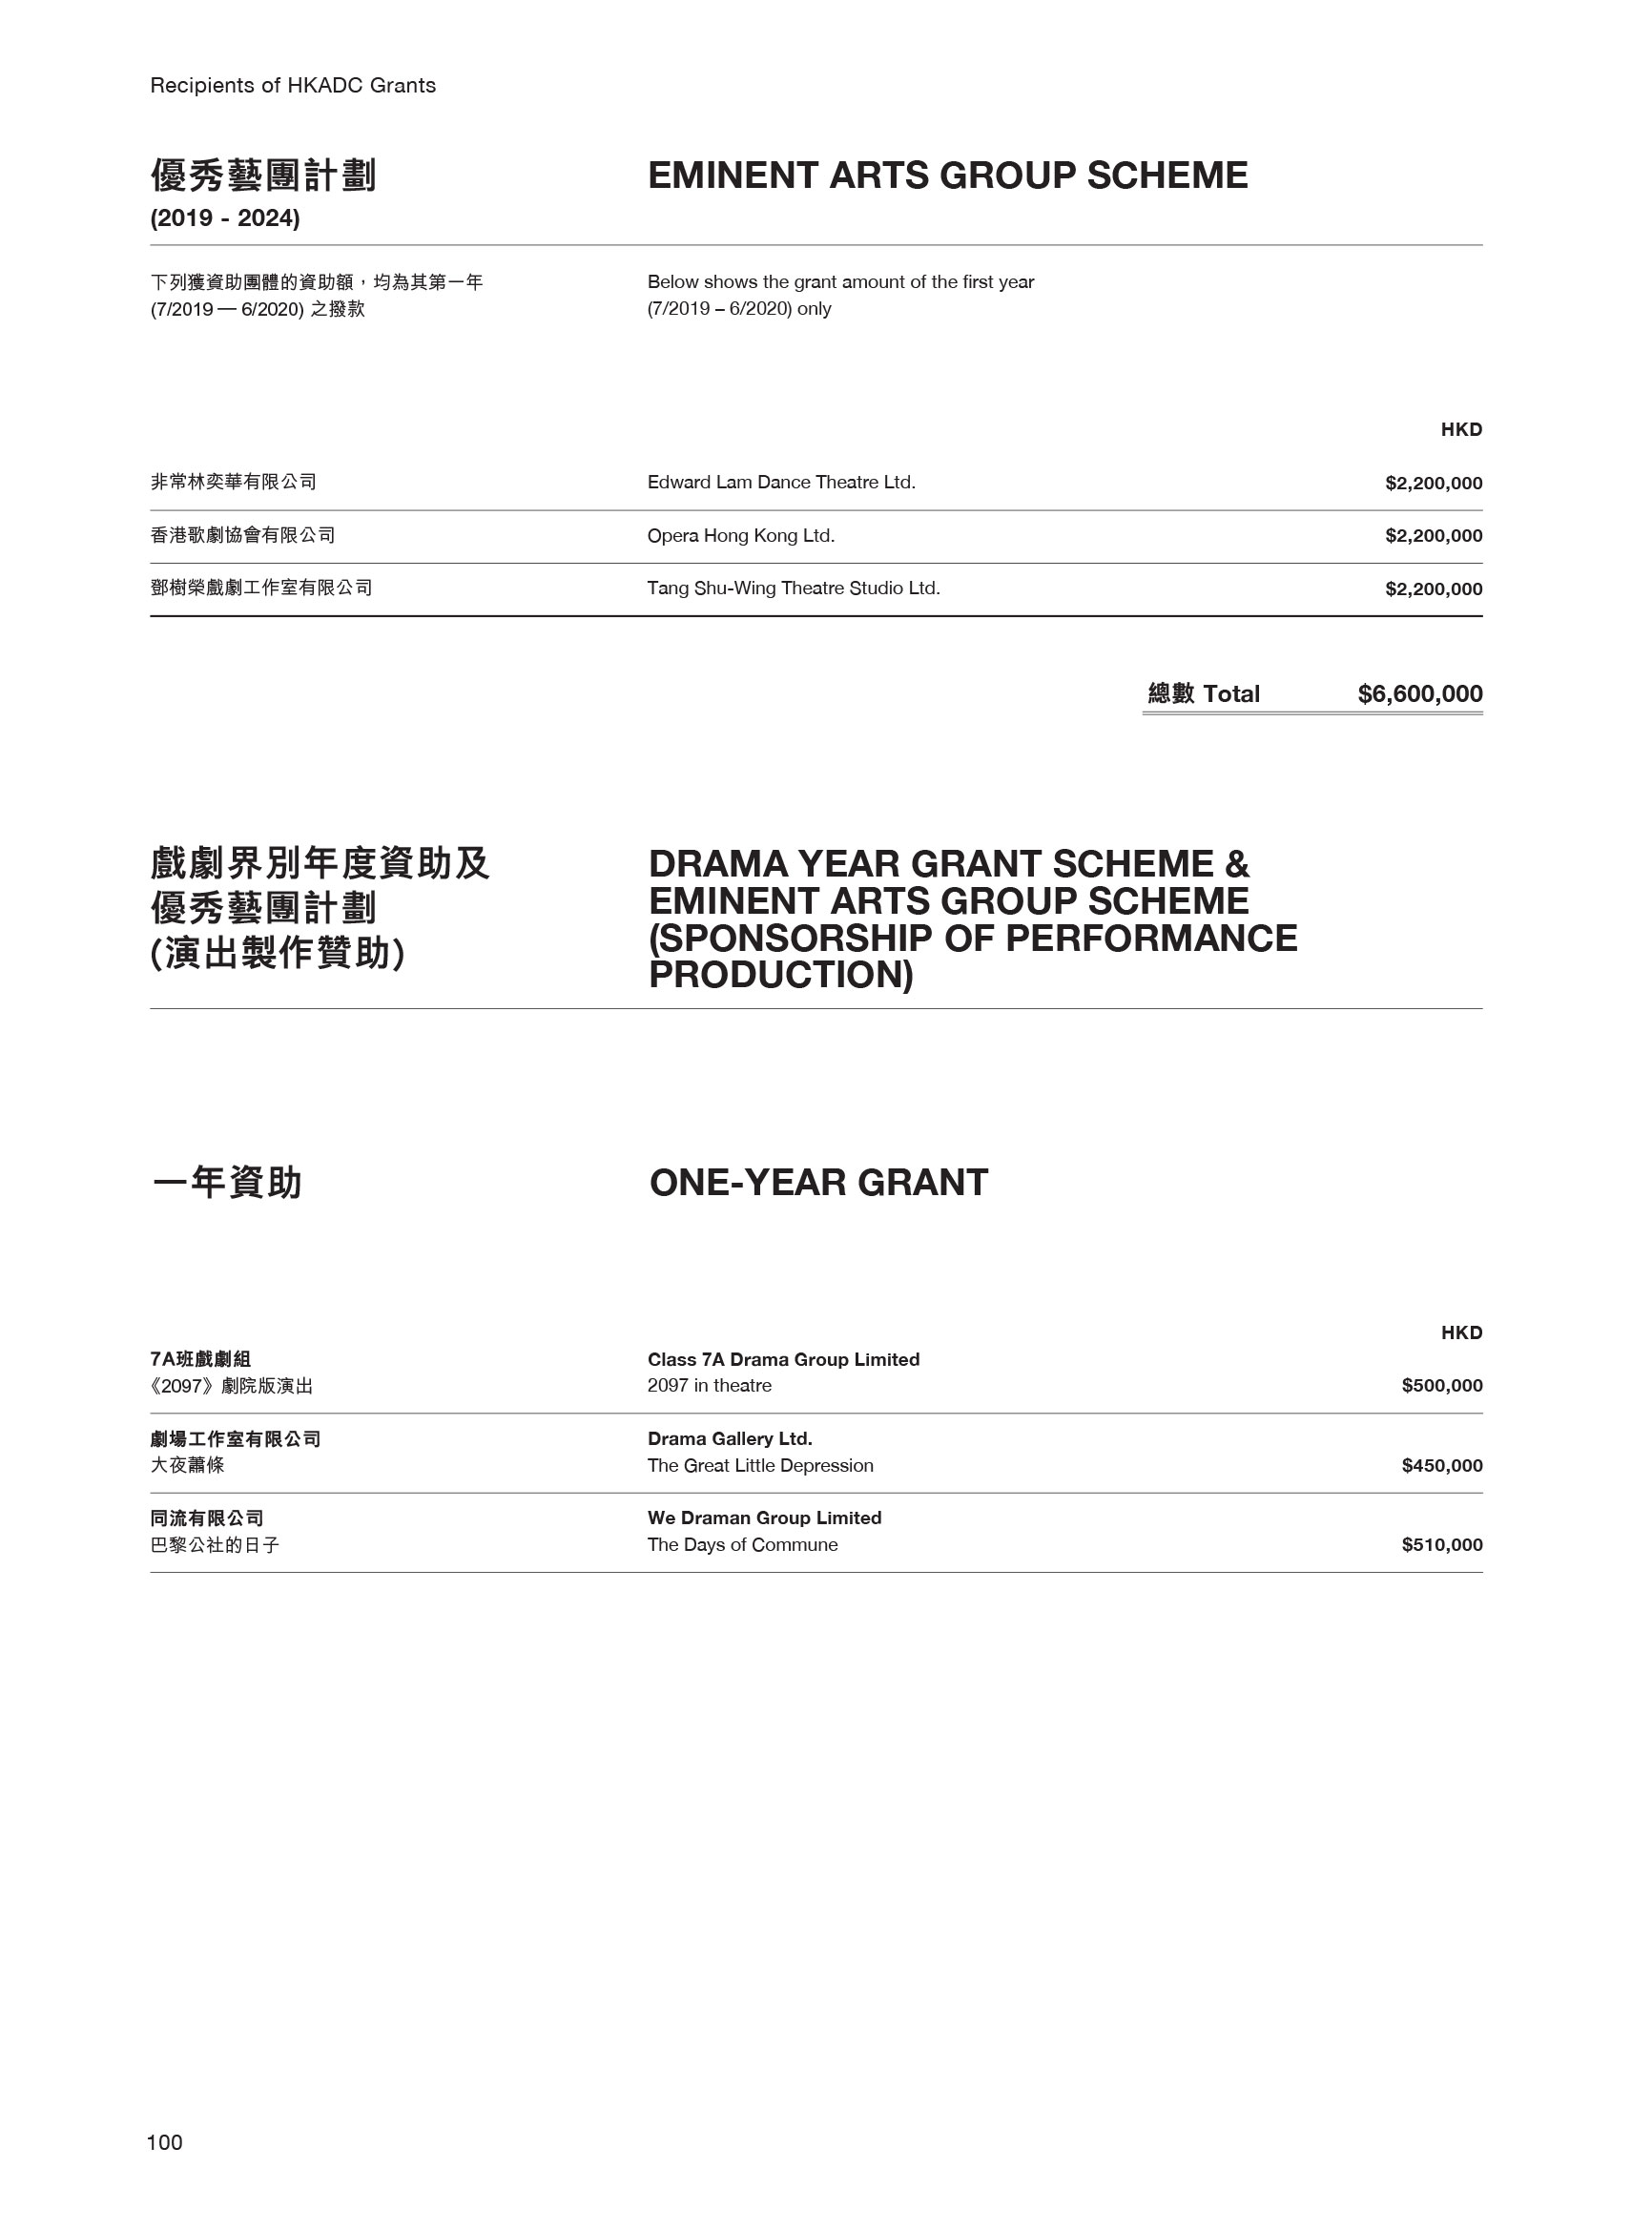 Recipients of HKADC Grants
優秀藝團計劃
EMINENT ARTS GROUP SCHEME
(2019 - 2024)
下列獲資助團體的資助額，均為其第一年
(7/2019 — 6/2020) 之撥款
Below shows the grant amount of the first year
(7/2019 – 6/2020) only
HKD
非常林奕華有限公司 Edward Lam Dance Theatre Ltd. $2,200,000
香港歌劇協會有限公司 Opera Hong Kong Ltd. $2,200,000
鄧樹榮戲劇工作室有限公司 Tang Shu-Wing Theatre Studio Ltd. $2,200,000
總數 Total $6,600,000
戲劇界別年度資助及
優秀藝團計劃
(演出製作贊助)
DRAMA YEAR GRANT SCHEME &
EMINENT ARTS GROUP SCHEME
(SPONSORSHIP OF PERFORMANCE
PRODUCTION)
一年資助
ONE-YEAR GRANT
HKD
7A班戲劇組 Class 7A Drama Group Limited
《2097》劇院版演出 2097 in theatre $500,000
劇場工作室有限公司 Drama Gallery Ltd.
大夜蕭條 The Great Little Depression $450,000
同流有限公司 We Draman Group Limited
巴黎公社的日子 The Days of Commune $510,000
100